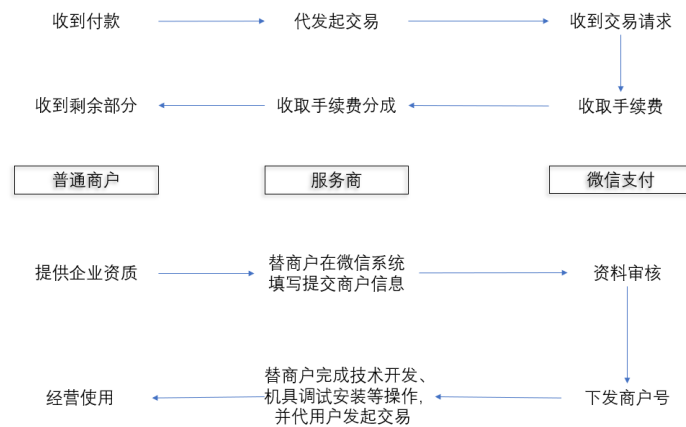 收到付款
代发起交易
收到交易请求
收到剩余部分
收取手续费分成
收取手续费
普通商户
服务商
微信支付
提供企业资质
替商户在微信系统
填写提交商户信息
资料审核
经营使用
替商户完成技术开发、
机具调试安装等操作,
并代用户发起交易
下发商户号